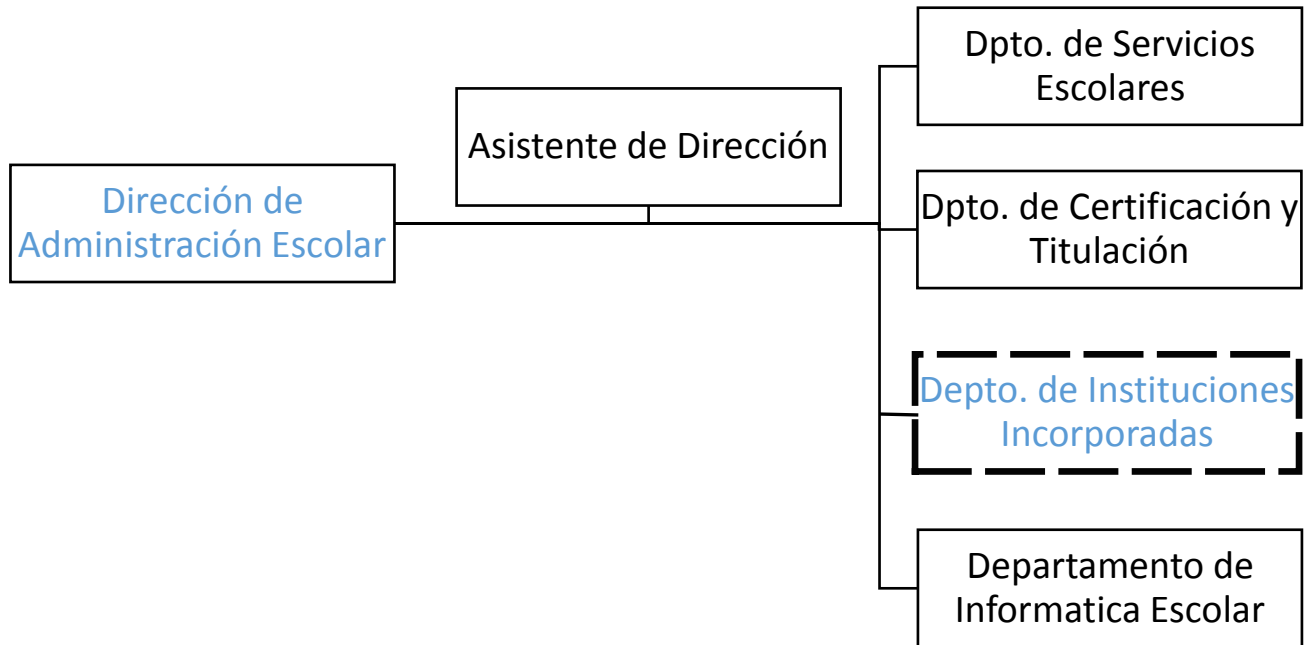 Dpto. de Servicios
Escolares
Asistente de Dirección
Dirección de
Administración Escolar
Dpto. de Certificación y
Titulación
Depto. de Instituciones
Incorporadas
Departamento de
Informatica Escolar